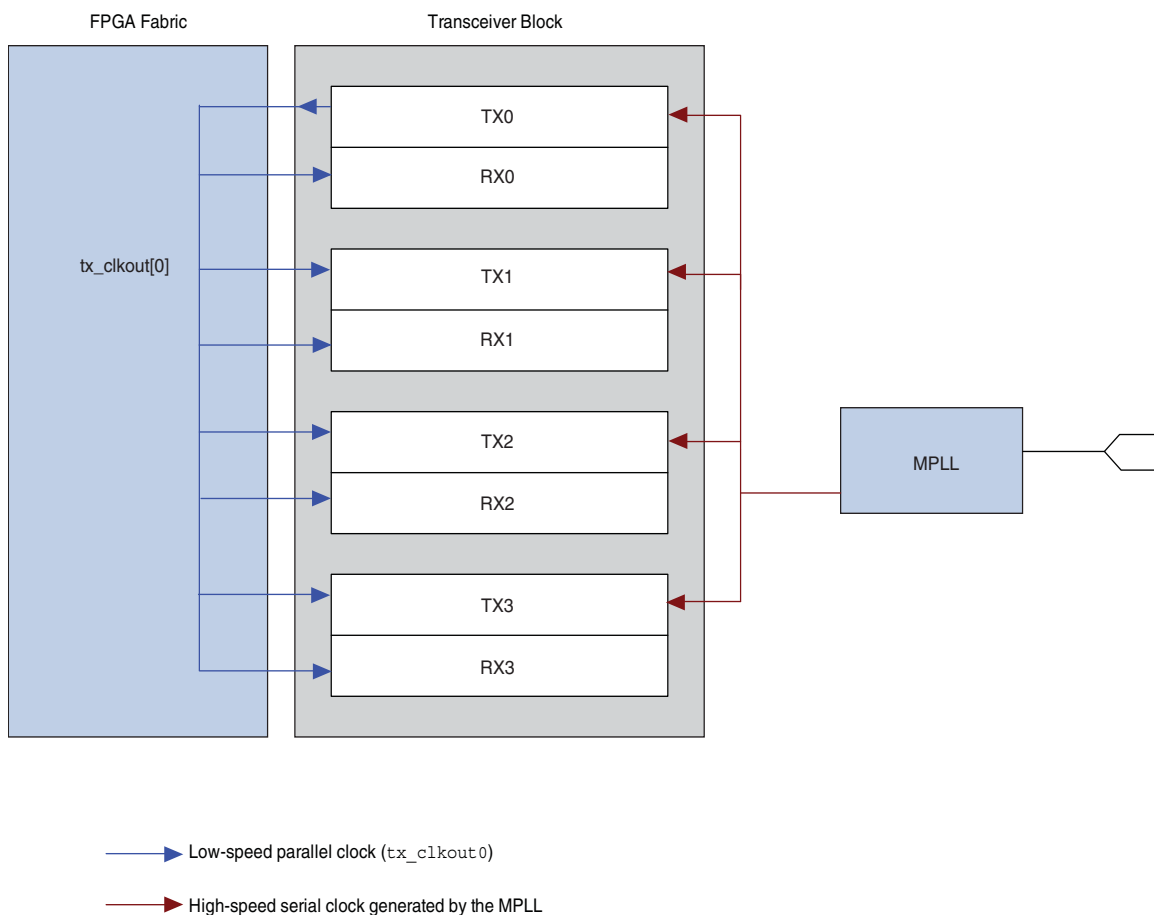 FPGA Fabric
Transceiver Block
TX0
RX0
tx_clkout[0]
TX1
RX1
TX2
RX2
MPLL
TX3
RX3
Low-speed parallel clock (tx_clkout0)
High-speed serial clock generated by the MPLL